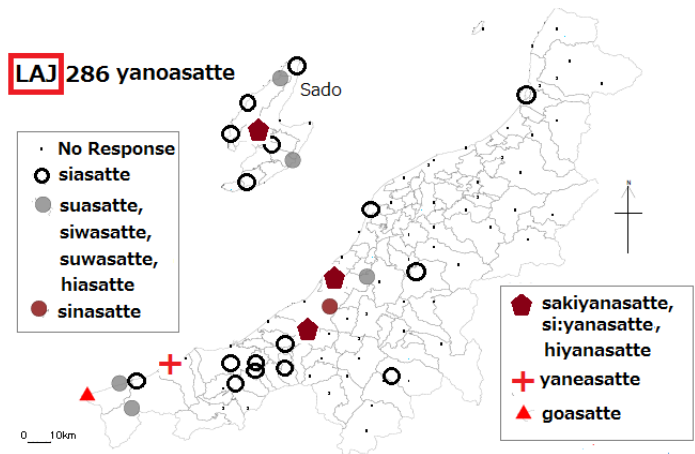 LAJ 286 yanoasatte
Sado
No Response
siasatte
suasatte,
siwasatte,
suwasatte,
hiasatte
sinasatte
N
sakiyanasatte,
si:yanasatte,
hiyanasatte
yaneasatte
goasatte
0 10km